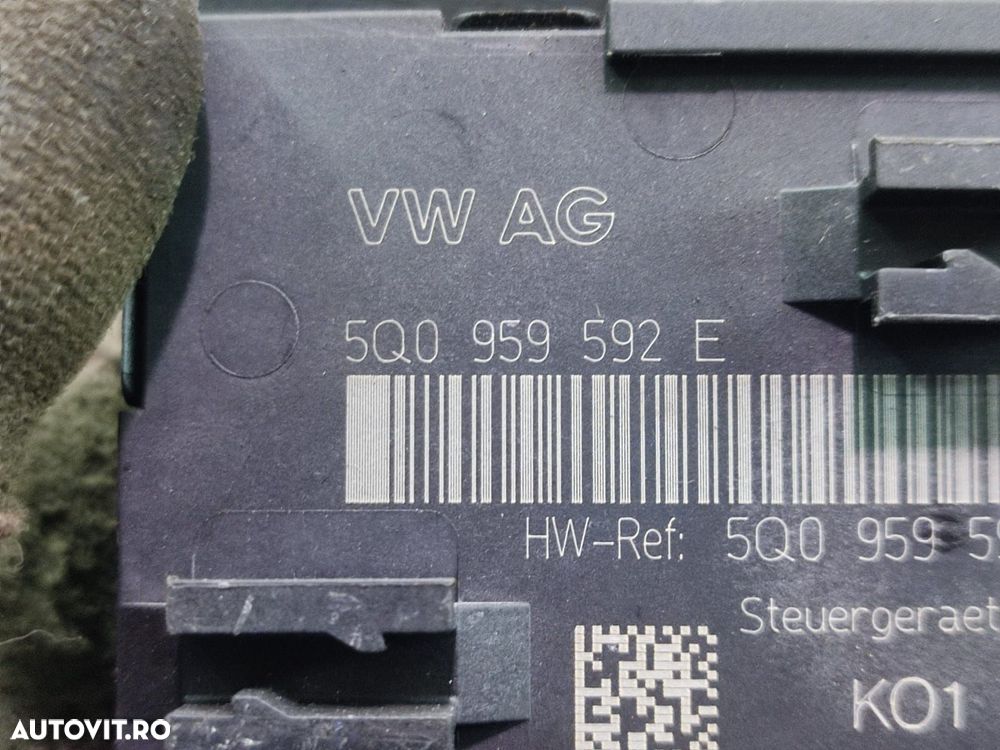 VW AG
5Q0 959 592 E
HW-Ref: 5Q0 959
Steuergeraet
KO1
AUTOVIT.RO